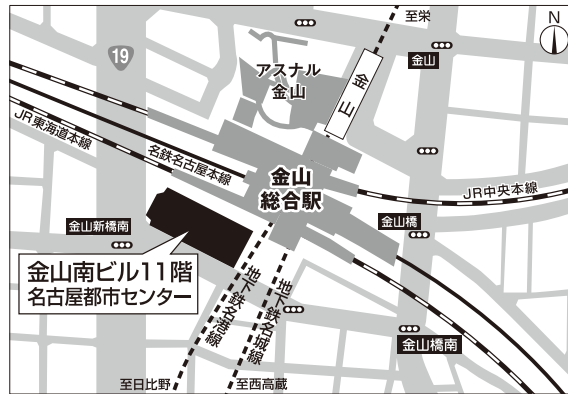 至栄
N
19
金山
アスナル
金山
金山
JR東海道本線
名鉄名古屋本線
金山
総合駅
JR中央本線
金山新橋南
金山橋
金山南ビル11階
名古屋都市センター
地下鉄名港線
地下鉄名城線
金山橋南
至日比野
至西高蔵